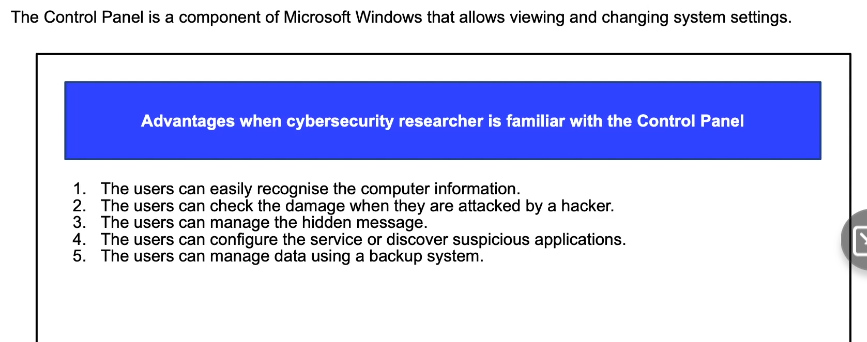 The Control Panel is a component of Microsoft Windows that allows viewing and changing system settings.
Advantages when cybersecurity researcher is familiar with the Control Panel
1. The users can easily recognise the computer information.
2. The users can check the damage when they are attacked by a hacker.
3. The users can manage the hidden message.
4. The users can configure the service or discover suspicious applications.
5. The users can manage data using a backup system.